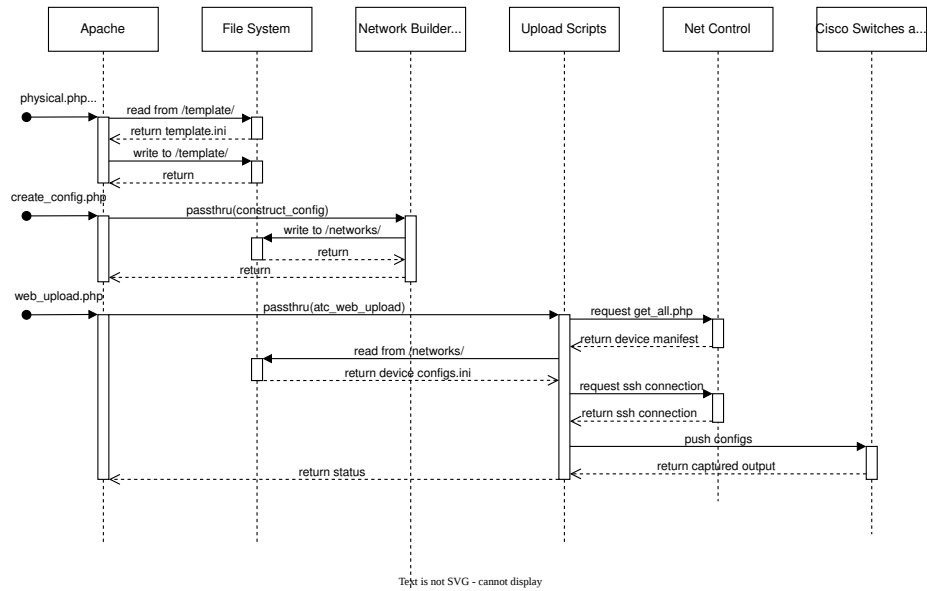 Apache
File System
Network Builder...
Upload Scripts
Net Control
Cisco Switches a...
physical.php...
read from /template/
return template.ini
write to /template/
return
create_config.php
passthru(construct_config)
write to /networks/
return
return
web_upload.php
passthru(atc_web_upload)
request get_all.php
return device manifest
read from /networks/
return device configs.ini
request ssh connection
return ssh connection
push configs
return captured output
return status
Text is not SVG - cannot display